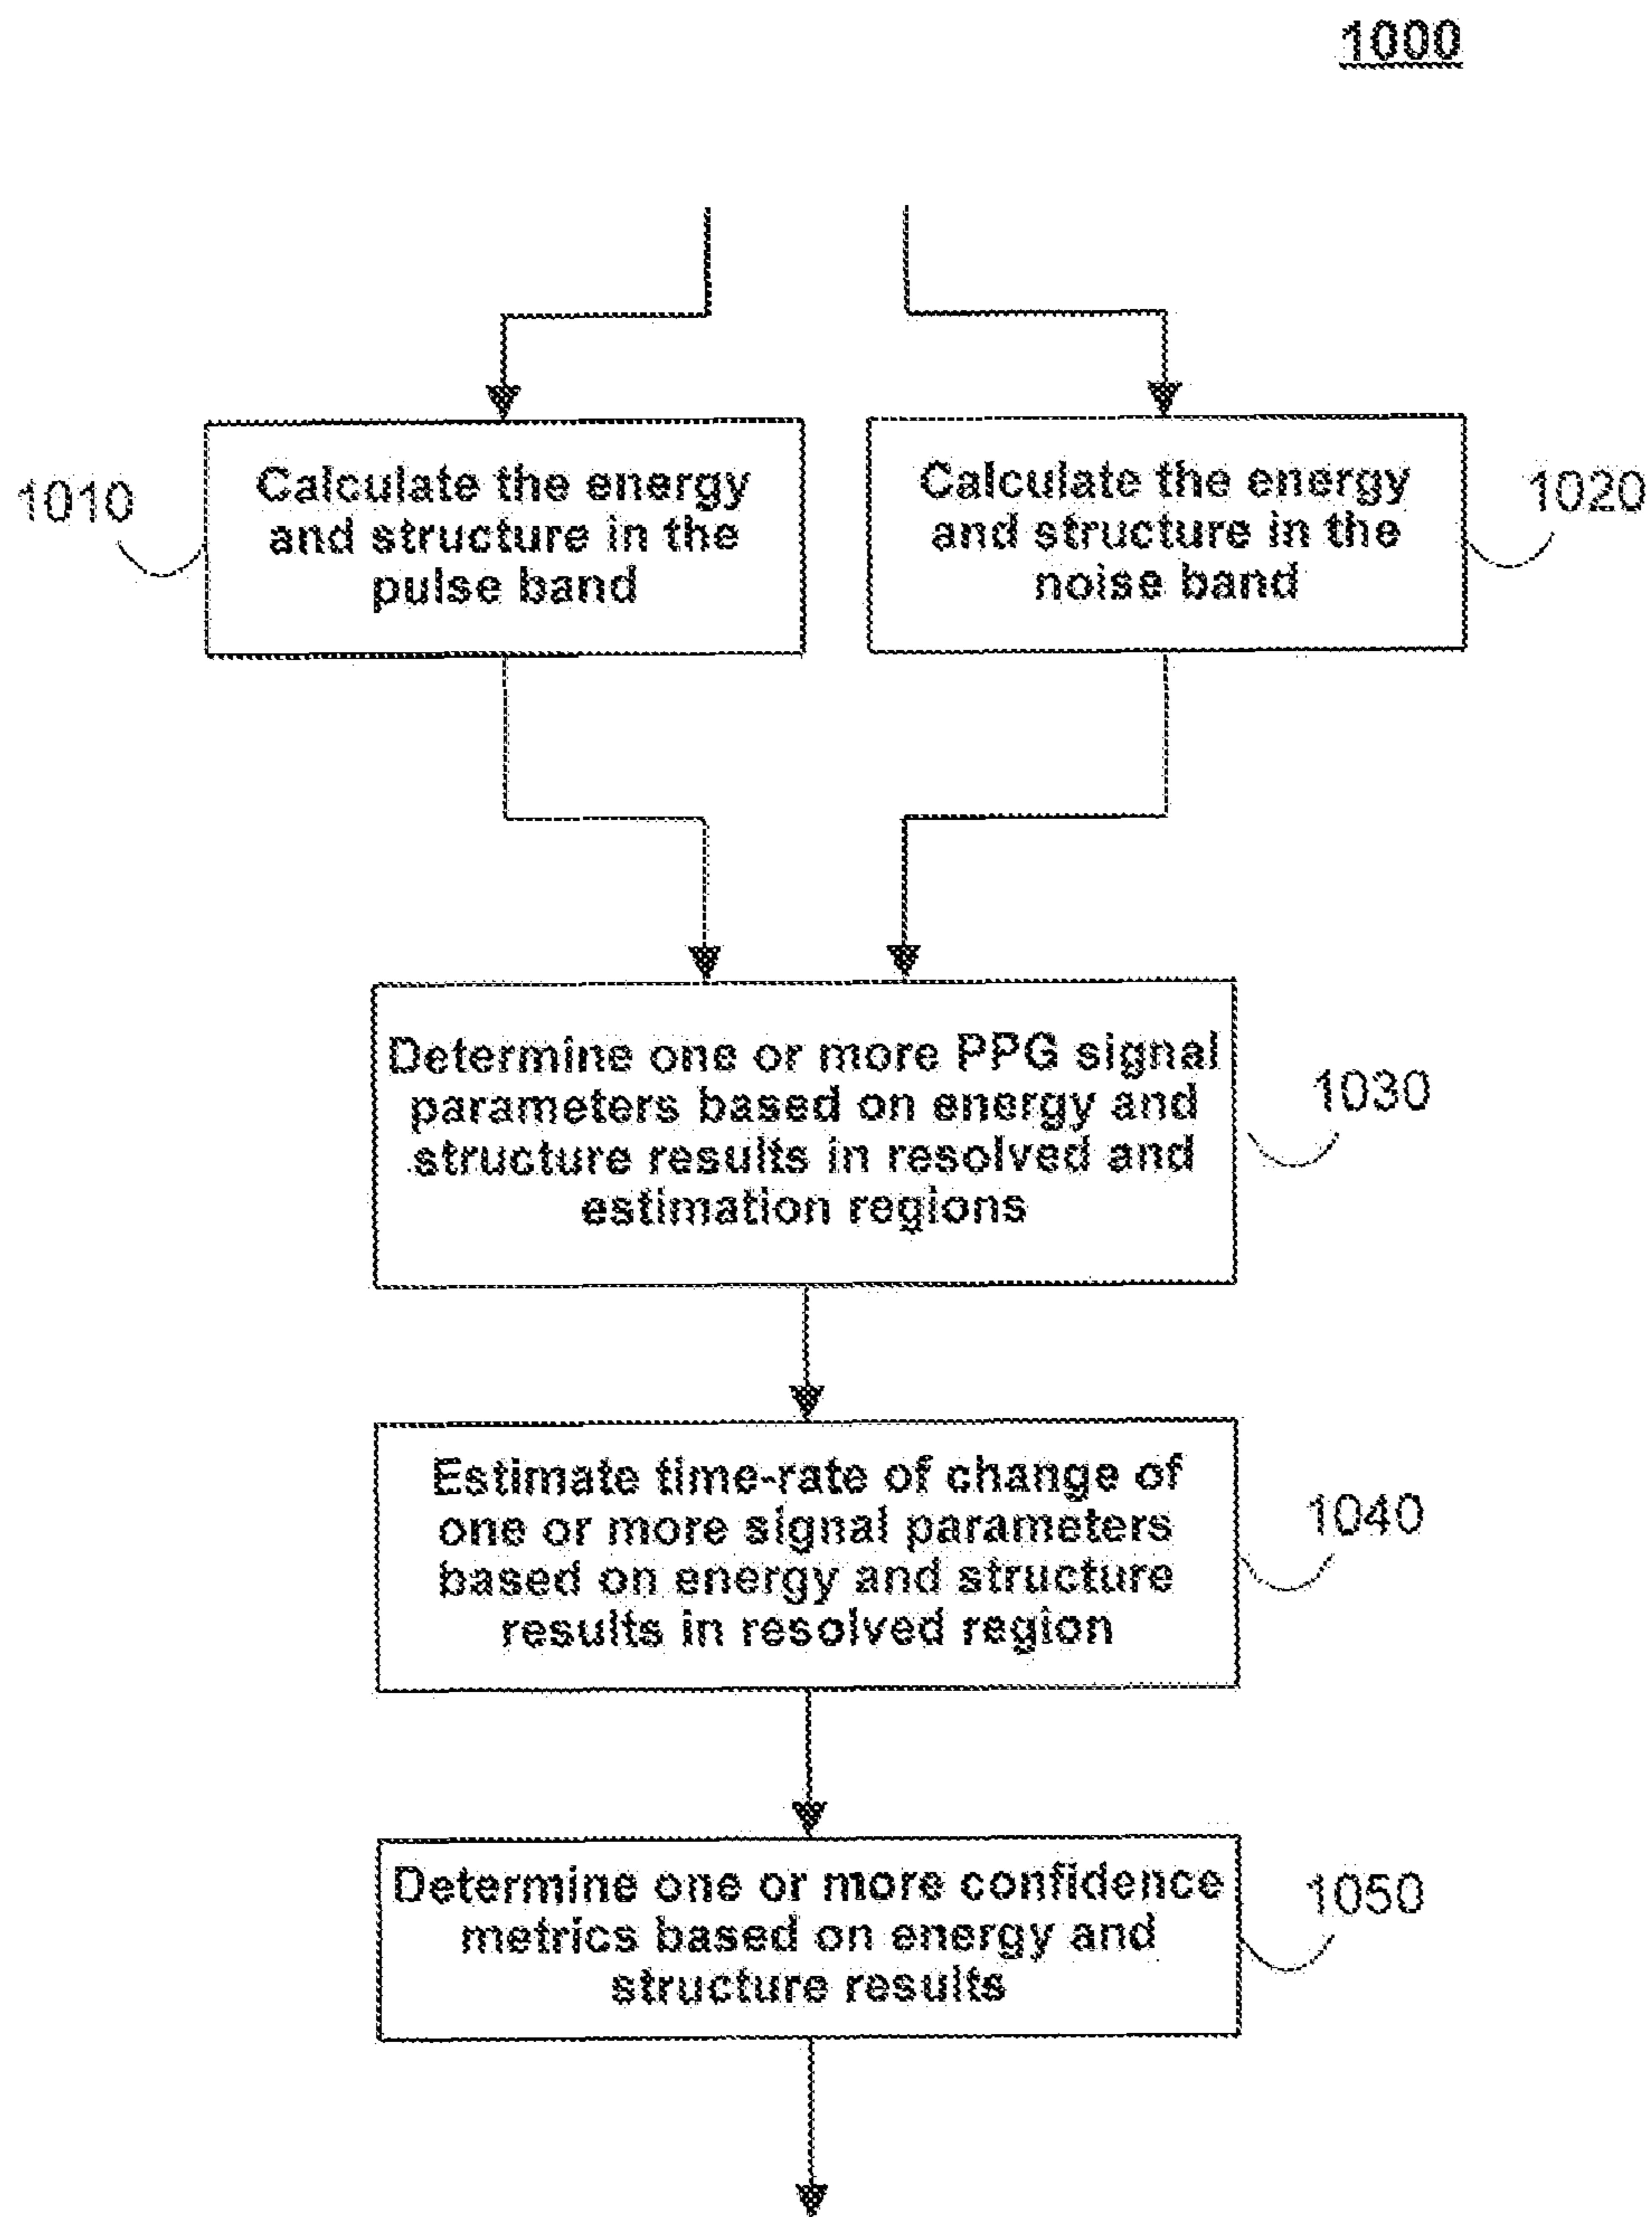 1000
Calculate the energy
and structure in the
pulse band
1010
Calculate the energy
and structure in the
noise band
1020
Determine one or more PPG signal
parameters based on energy and
structure results in resolved and
estimation regions
1030
Estimate time-rate of change of
one or more signal parameters
based on energy and structure
results in resolved region
1040
Determine one or more confidence
metrics based on energy and
structure results
1050